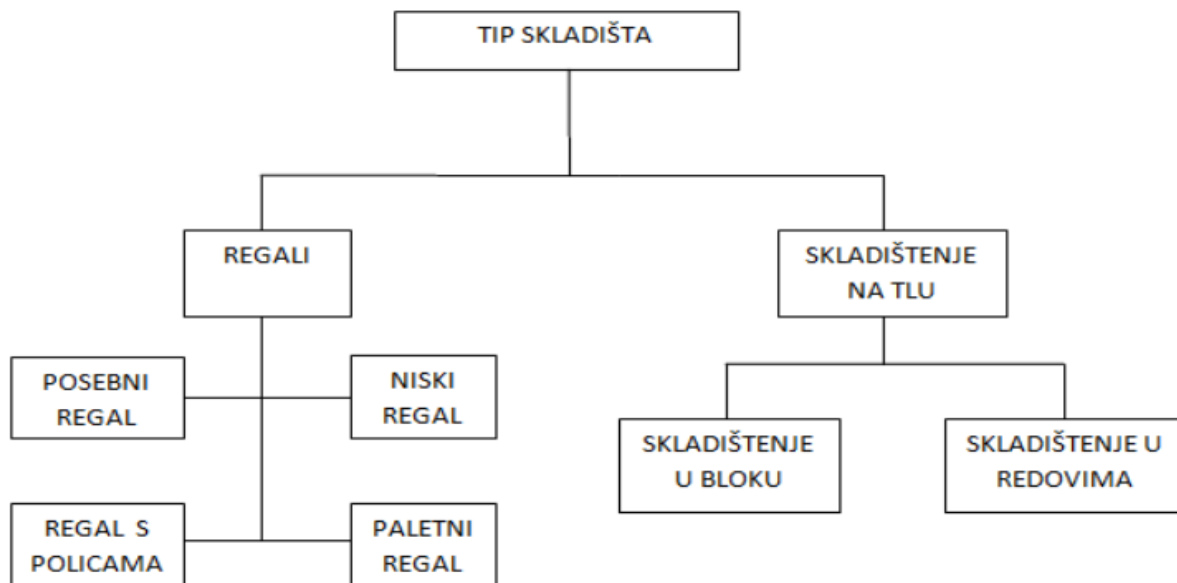 TIP SKLADIŠTA
REGALI
SKLADIŠTENJE
NA TLU
POSEBNI
REGAL
NISKI
REGAL
SKLADIŠTENJE
U BLOKU
SKLADIŠTENJE U
REDOVIMA
REGAL S
POLICAMA
PALETNI
REGAL